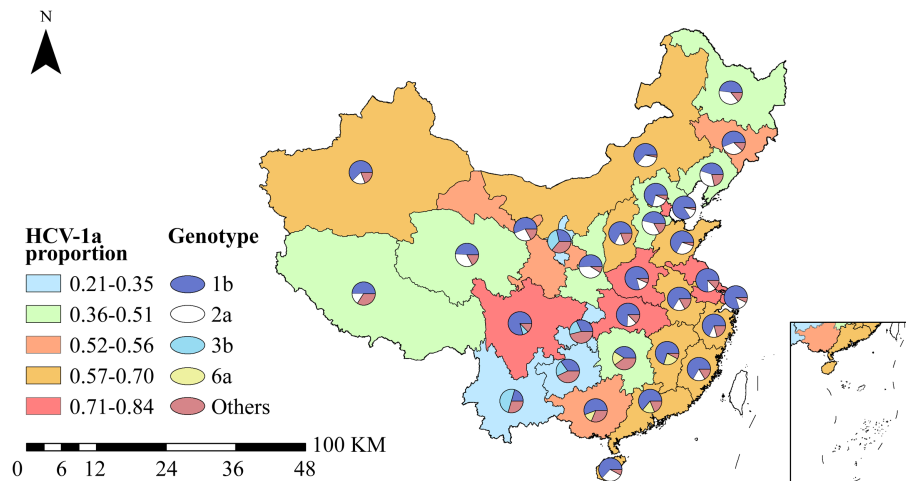 N
HCV-1a
proportion
0.21-0.35
0.36-0.51
0.52-0.56
0.57-0.70
0.71-0.84
Genotype
1b
2a
3b
6a
Others
100 KM
0 6 12 24 36 48